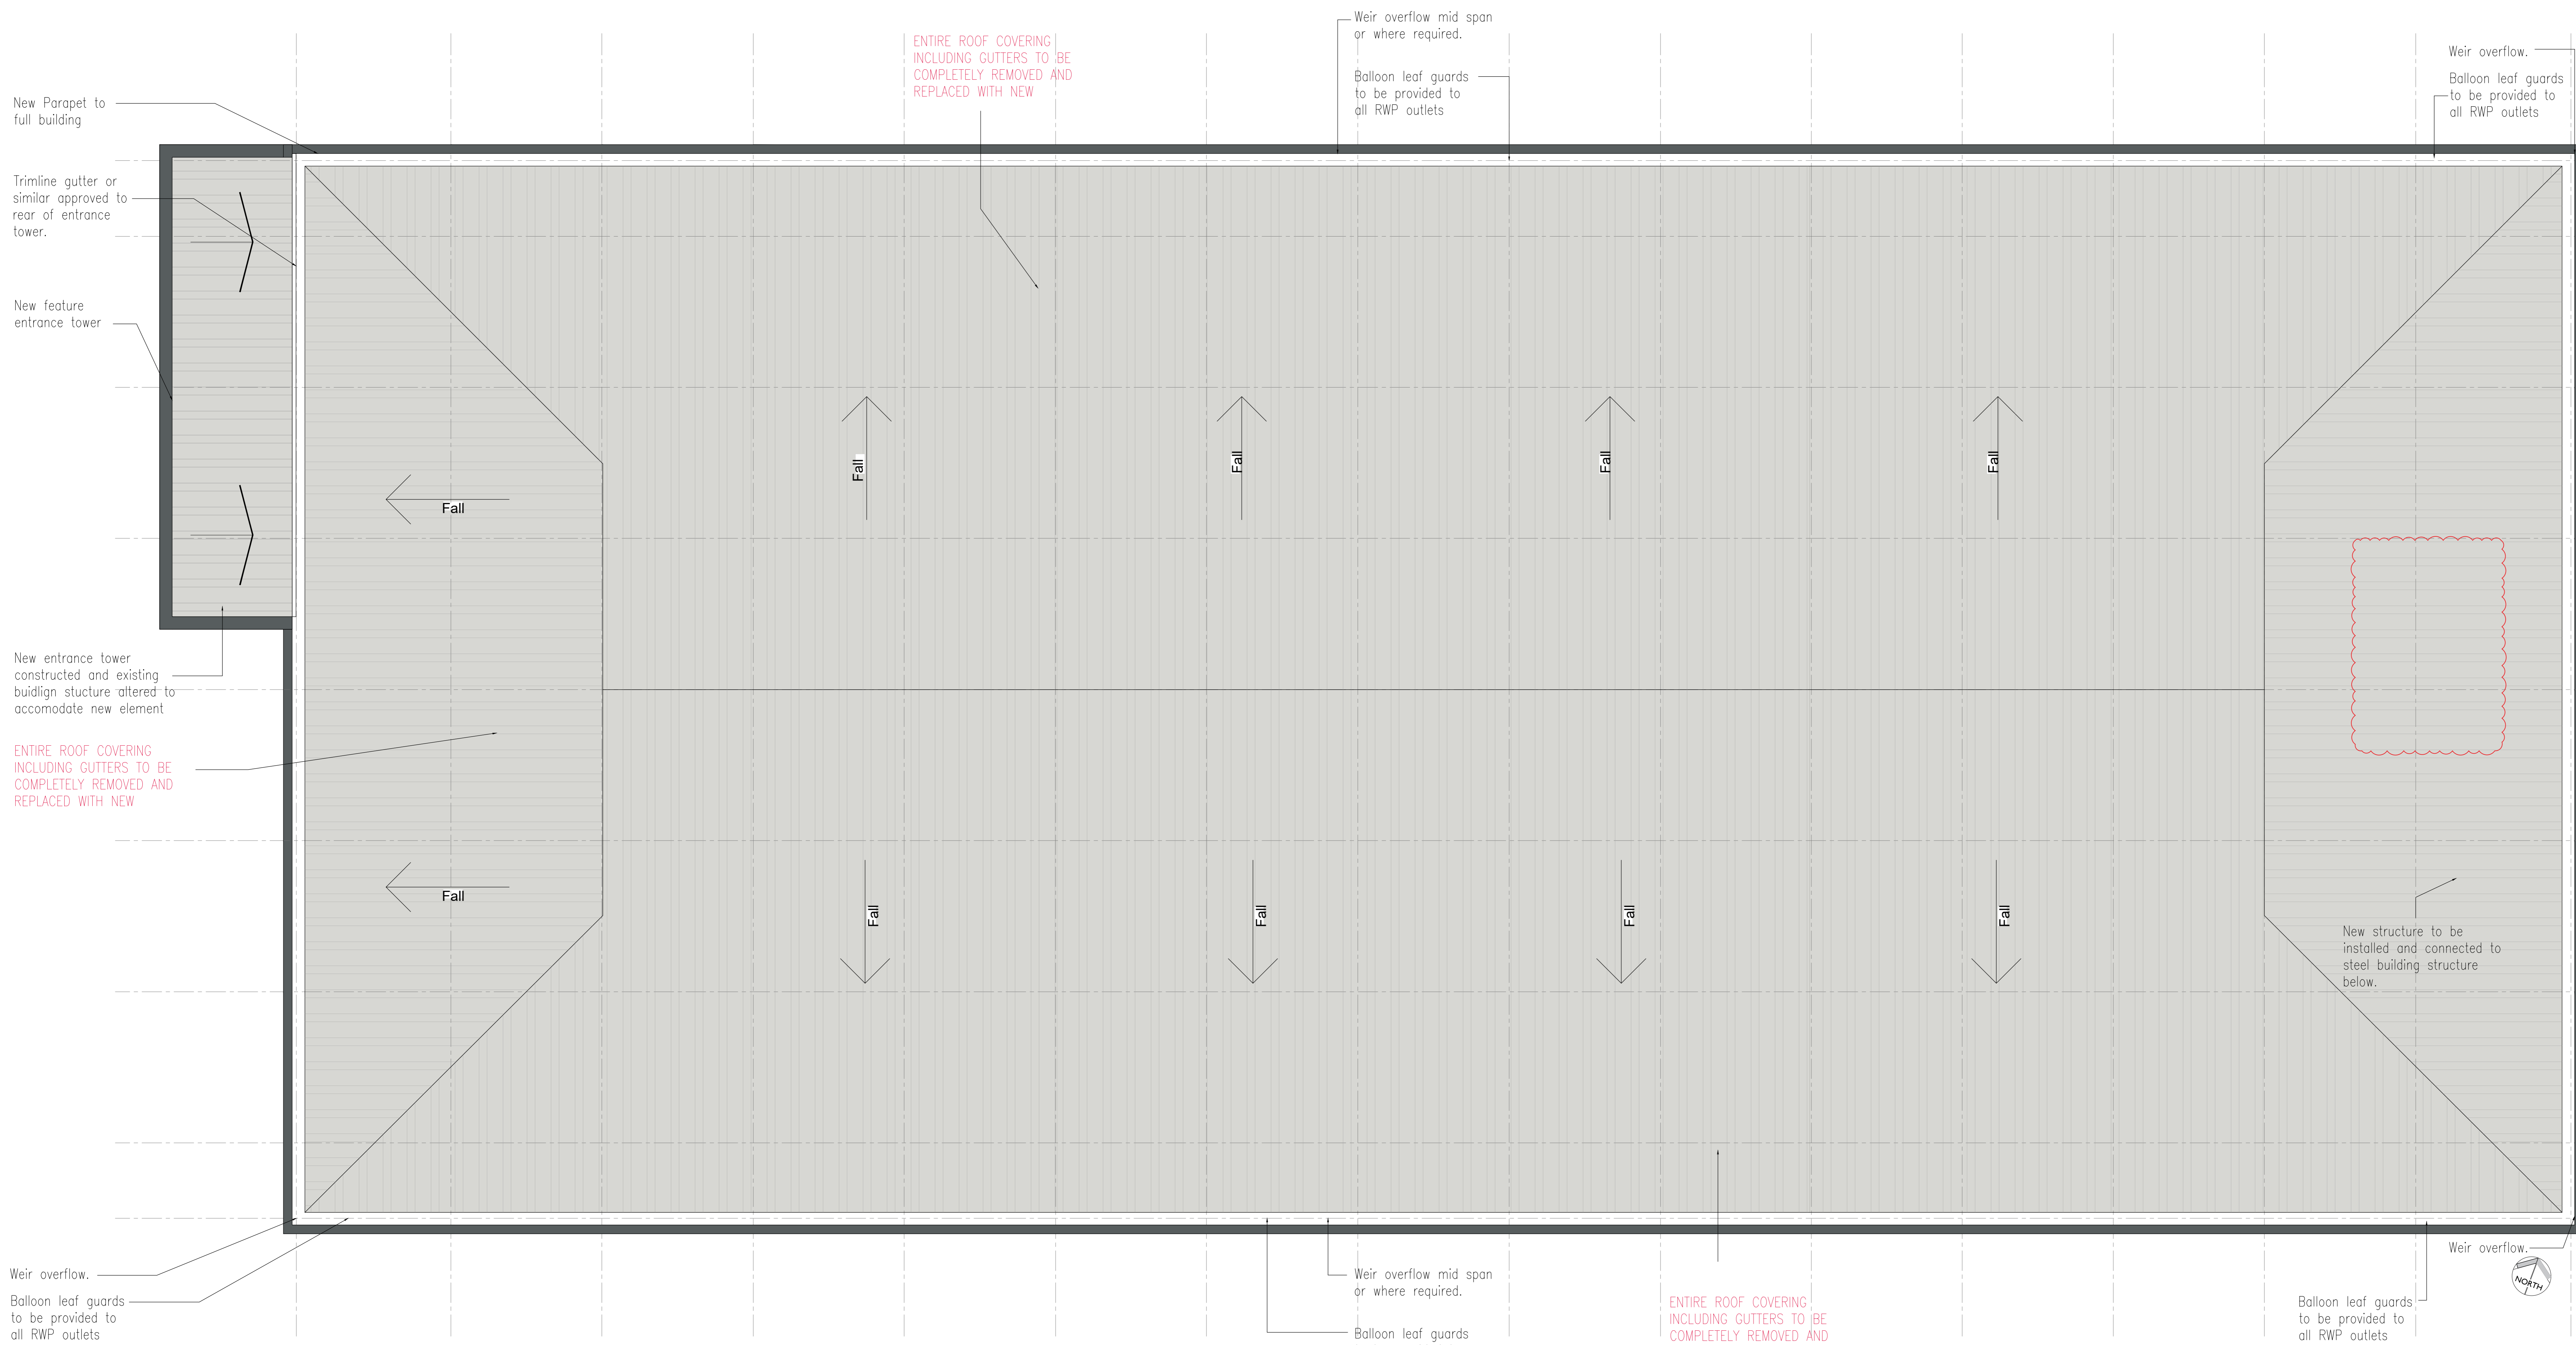 Weir overflow mid span
or where required.
ENTIRE ROOF COVERING
INCLUDING GUTTERS TO BE
COMPLETELY REMOVED AND
REPLACED WITH NEW
Weir overflow.
Balloon leaf guards
to be provided to
all RWP outlets
Balloon leaf guards
to be provided to
all RWP outlets
New Parapet to
full building
Trimline gutter or
similar approved to
rear of entrance
tower.
New feature
entrance tower
Fall
Fall
Fall
Fall
Fall
New entrance tower
constructed and existing
buidlign stucture altered to
accomodate new element
ENTIRE ROOF COVERING
INCLUDING GUTTERS TO BE
COMPLETELY REMOVED AND
REPLACED WITH NEW
Fall
Fall
Fall
Fall
Fall
New structure to be
installed and connected to
steel building structure
below.
Weir overflow.
NORTH
Weir overflow.
Balloon leaf guards
to be provided to
all RWP outlets
Weir overflow mid span
or where required.
Balloon leaf guards
ENTIRE ROOF COVERING
INCLUDING GUTTERS TO BE
COMPLETELY REMOVED AND
Balloon leaf guards
to be provided to
all RWP outlets